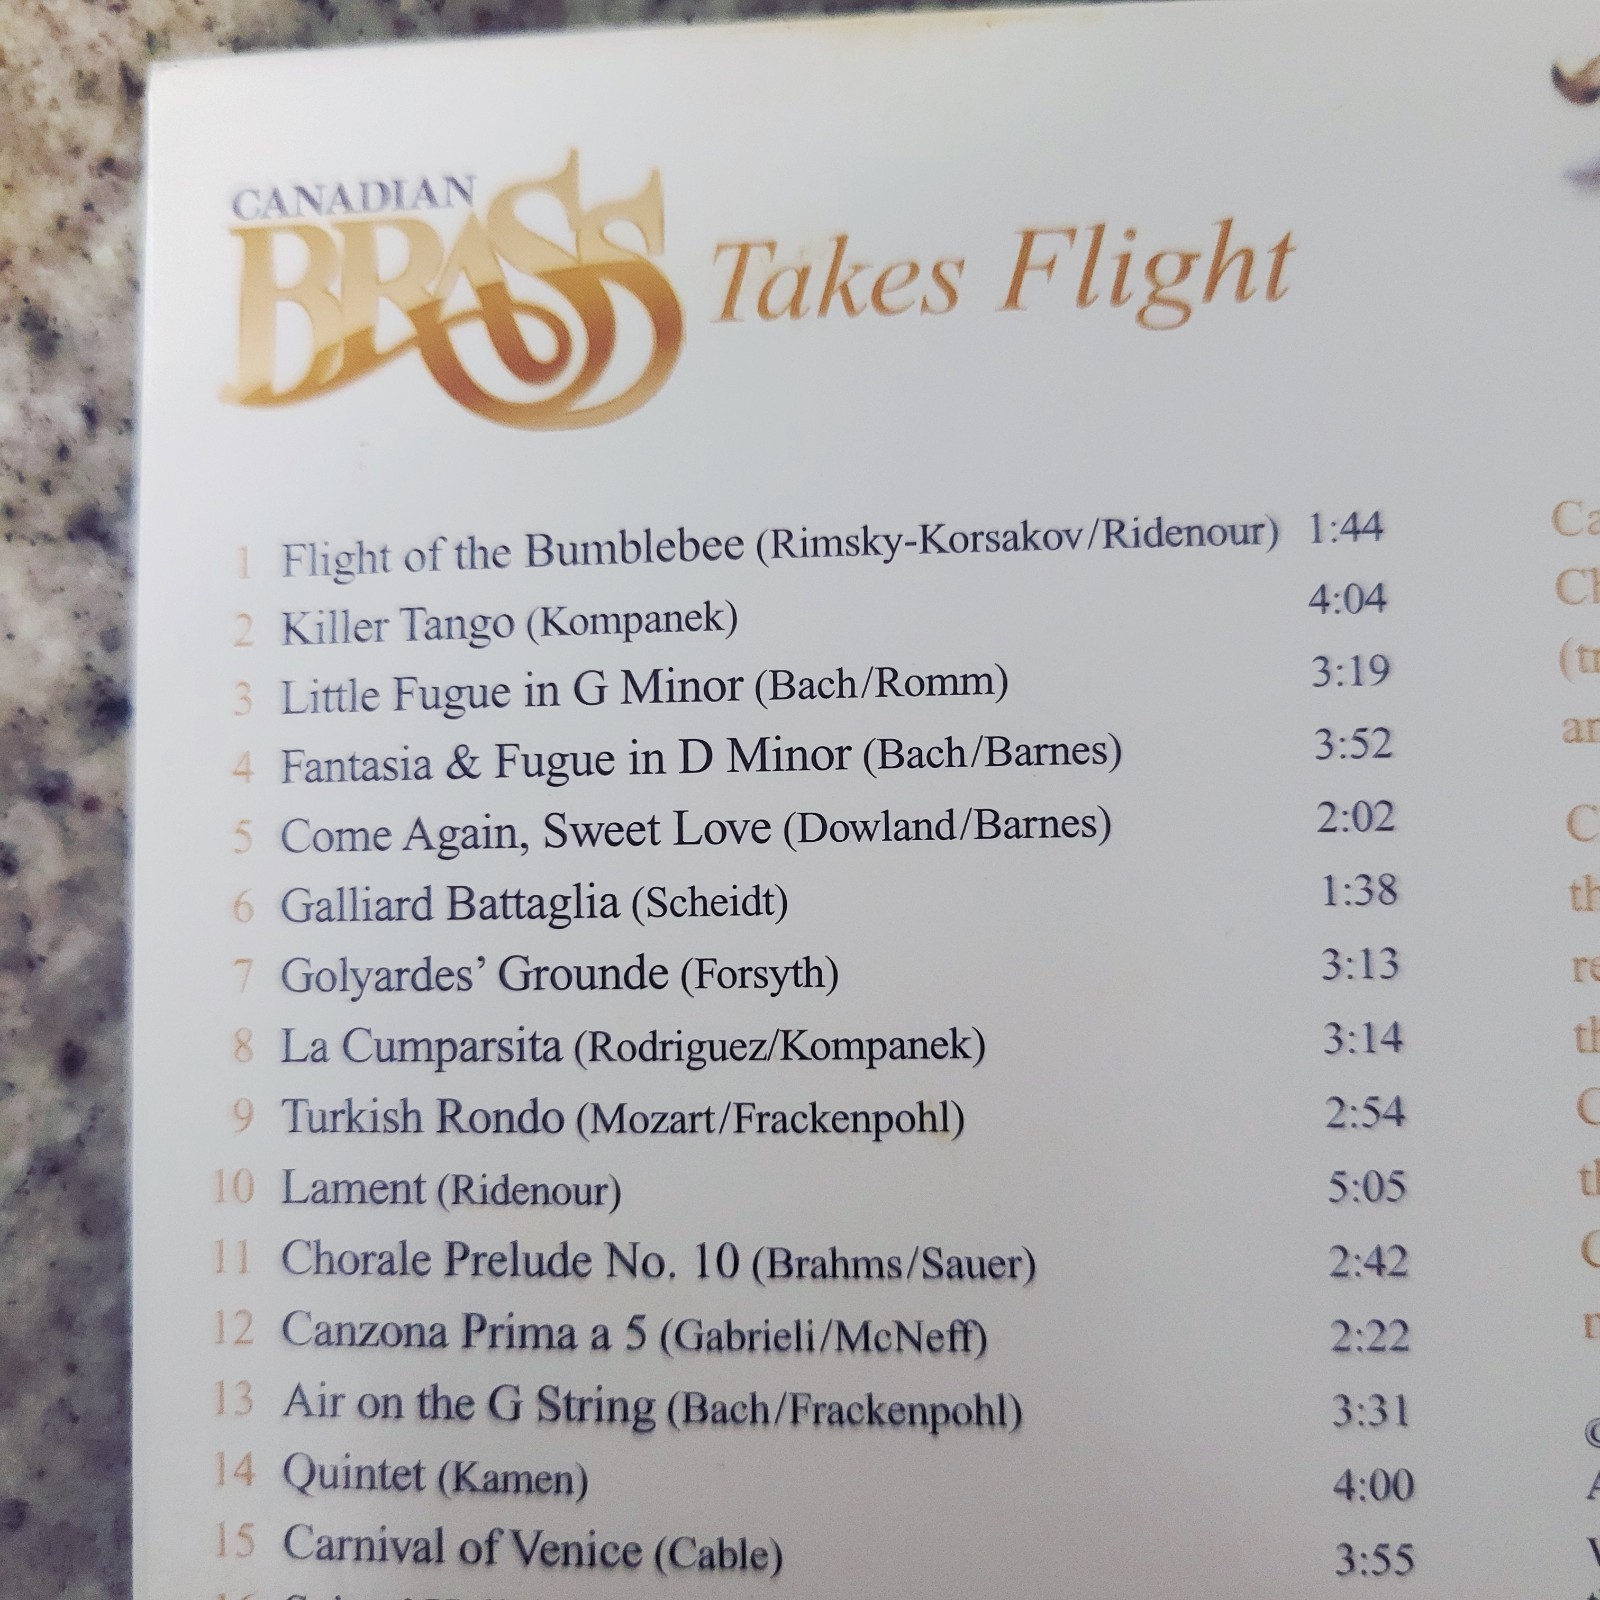 CANADIAN
BRASS Takes Flight
1 Flight of the Bumblebee (Rimsky-Korsakov/Ridenour) 1:44
2 Killer Tango (Kompanek) 4:04
3 Little Fugue in G Minor (Bach/Romm) 3:19
4 Fantasia & Fugue in D Minor (Bach/Barnes) 3:52
5 Come Again, Sweet Love (Dowland/Barnes) 2:02
6 Galliard Battaglia (Scheidt) 1:38
7 Golyardes’ Grounde (Forsyth) 3:13
8 La Cumparsita (Rodriguez/Kompanek) 3:14
9 Turkish Rondo (Mozart/Frackenpohl) 2:54
10 Lament (Ridenour) 5:05
11 Chorale Prelude No. 10 (Brahms/Sauer) 2:42
12 Canzona Prima a 5 (Gabrieli/McNeff) 2:22
13 Air on the G String (Bach/Frackenpohl) 3:31
14 Quintet (Kamen) 4:00
15 Carnival of Venice (Cable) 3:55